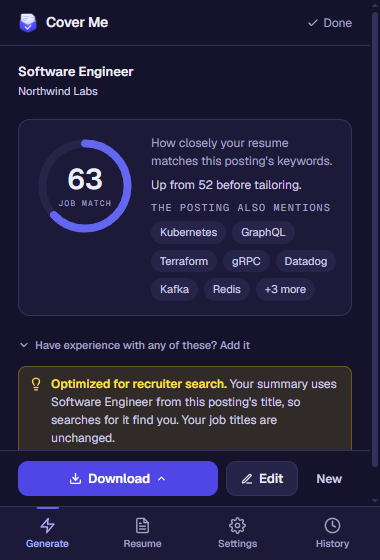 Cover Me
Done
Software Engineer
Northwind Labs
63
JOB MATCH
How closely your resume
matches this posting's keywords.
Up from 52 before tailoring.
THE POSTING ALSO MENTIONS
Kubernetes GraphQL
Terraform gRPC Datadog
Kafka Redis +3 more
Have experience with any of these? Add it
Optimized for recruiter search. Your summary uses
Software Engineer from this posting's title, so
searches for it find you. Your job titles are
unchanged.
Download Edit New
Generate Resume Settings History